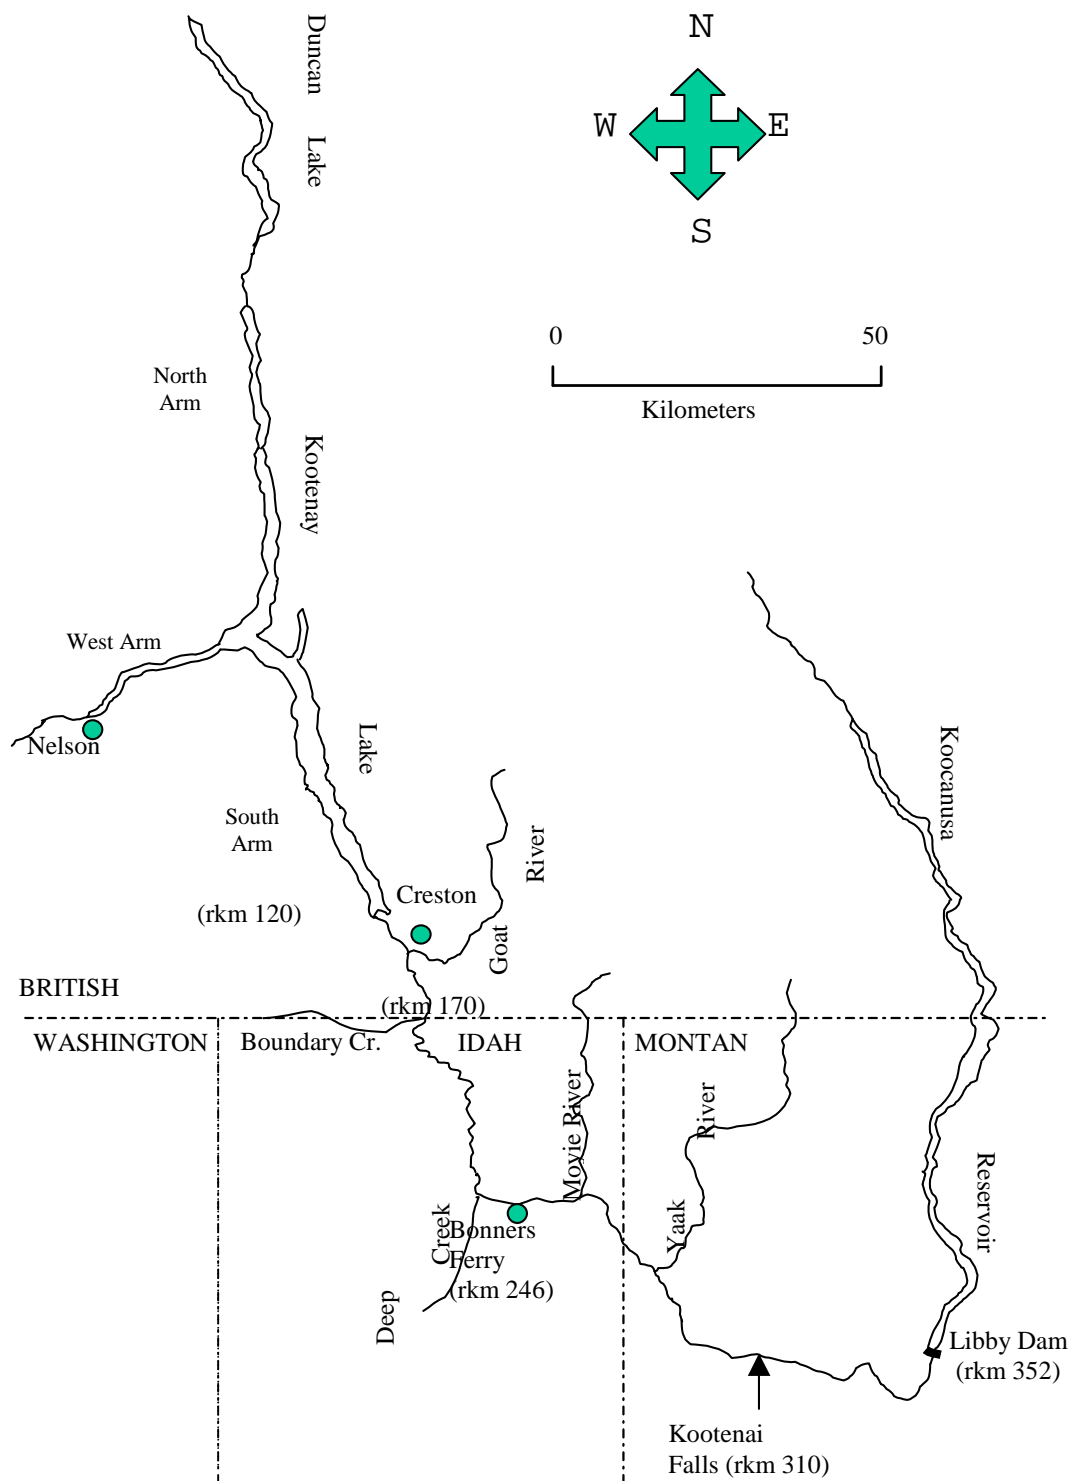 N
W
E
S
Duncan Lake
0 50
Kilometers
North
Arm
Kootenay
West Arm
Nelson
Lake
South
Arm
(rkm 120)
Creston
River
Goat
Koocanusa
BRITISH
(rkm 170)
WASHINGTON
Boundary Cr.
IDAH
MONTAN
Moyie River
River
Yaak
Reservoir
Creek
Deep
Bonners
Ferry
(rkm 246)
Libby Dam
(rkm 352)
Kootenai
Falls (rkm 310)